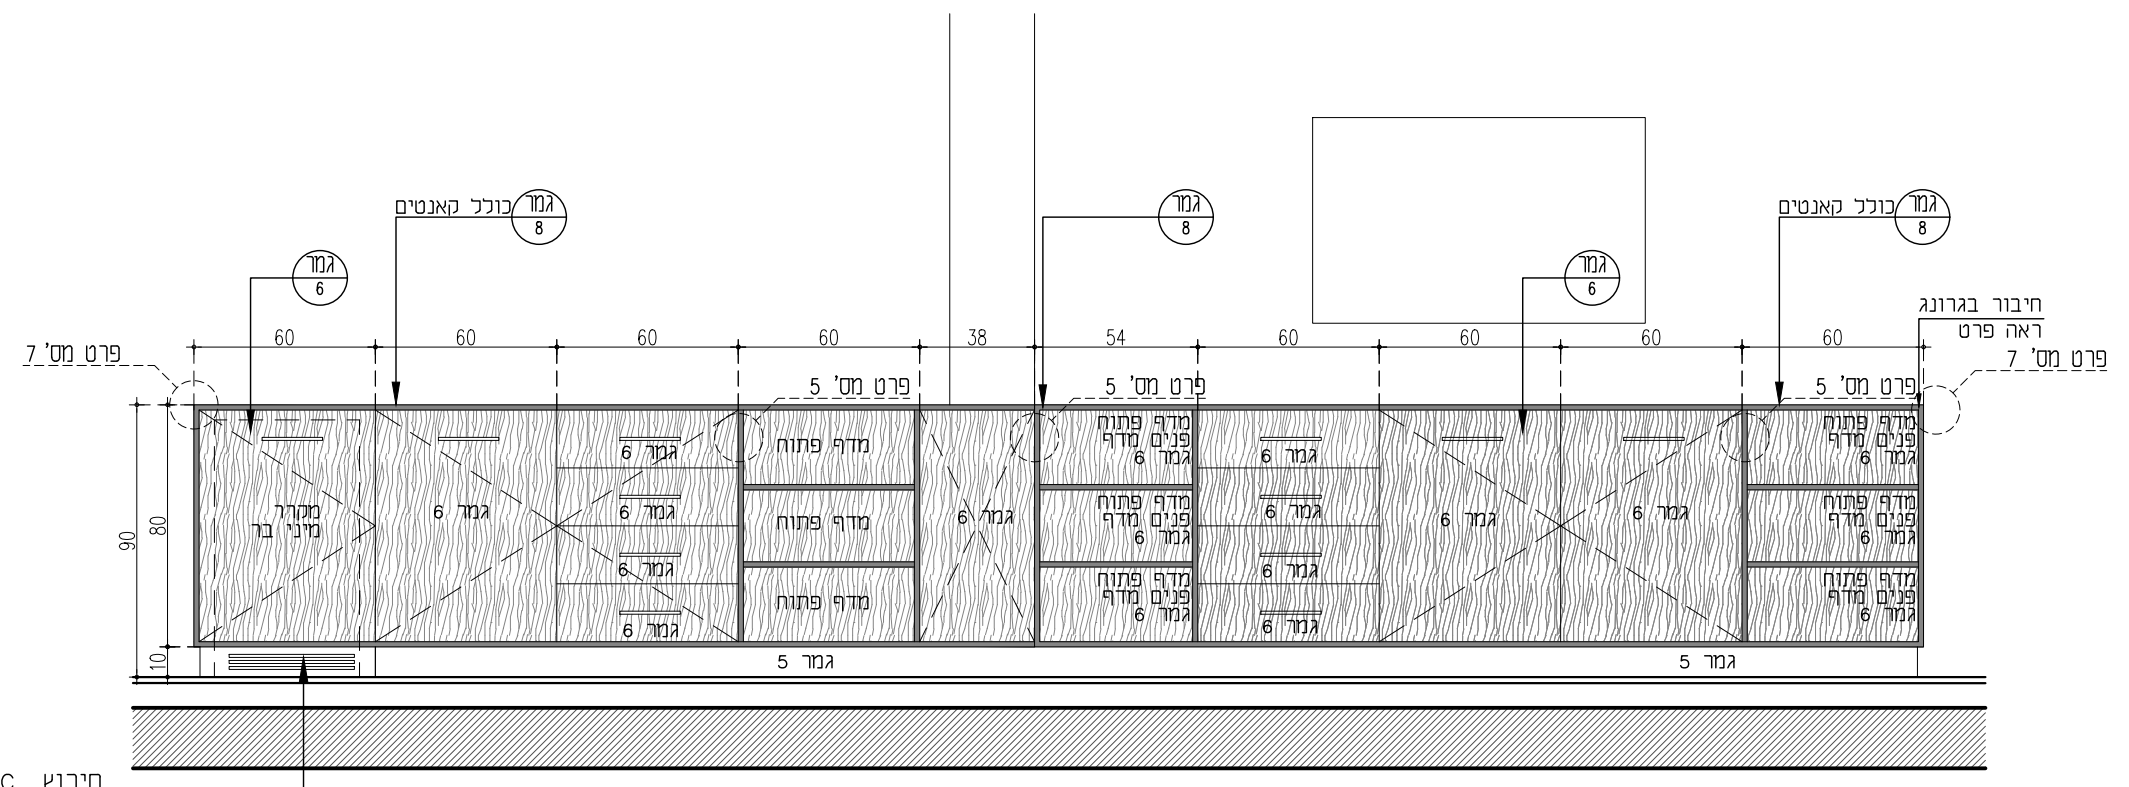 גמר
8
כולל קאנטים
גמר
8
גמר
8
כולל קאנטים
גמר
6
גמר
6
חיבור בגרונג
ראה פרט
פרט מס' 7
פרט מס' 7
60
60
60
60
38
54
60
60
60
60
פרט מס' 5
פרט מס' 5
פרט מס' 5
90
80
10
מקרר
מיני בר
גמר 6
גמר 6
גמר 6
גמר 6
גמר 6
מדף פתוח
מדף פתוח
מדף פתוח
גמר 6
מדף פתוח
פנים מדף
גמר 6
מדף פתוח
פנים מדף
גמר 6
מדף פתוח
פנים מדף
גמר 6
גמר 6
גמר 6
גמר 6
גמר 6
גמר 6
גמר 6
מדף פתוח
פנים מדף
גמר 6
מדף פתוח
פנים מדף
גמר 6
מדף פתוח
פנים מדף
גמר 6
גמר 5
גמר 5
חירוץ C